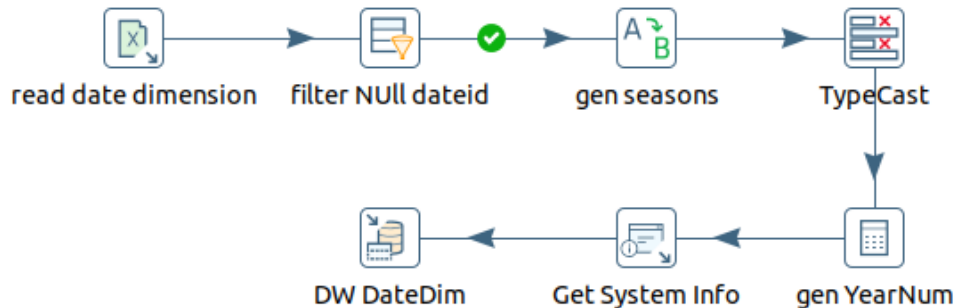 read date dimension
filter NUll dateid
gen seasons
TypeCast
DW DateDim
Get System Info
gen YearNum